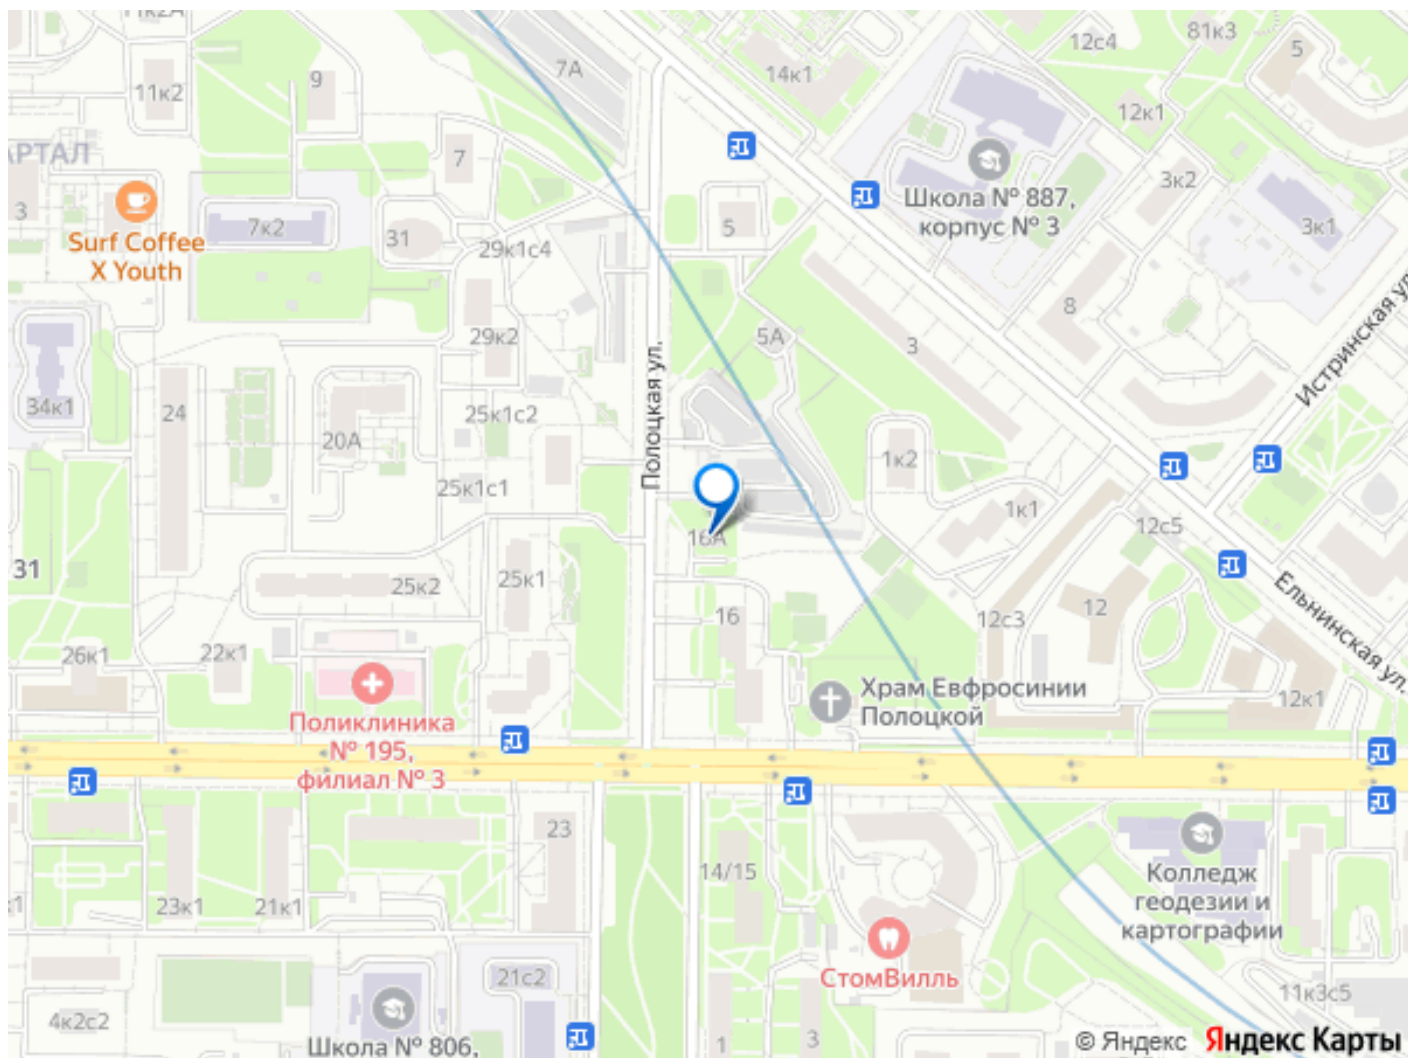 7А
14к1
12с4
81к3
5
11к2
9
12к1
7
АРТАЛ
Школа № 887,
корпус № 3
3к2
3
Surf Coffee
X Youth
7к2
31
29к1с4
5
3к1
29к2
5А
3
8
Истринская ул.
Полоцкая ул.
34к1
24
20А
25к1с2
1к2
25к1с1
1к1
12с5
16А
31
25к2
25к1
16
12с3
12
Ельнинская ул.
26к1
22к1
Храм Евфросинии
Полоцкой
12к1
Поликлиника
№ 195,
филиал № 3
23
14/15
Колледж
геодезии и
картографии
23к1
21к1
СтомВилль
21с2
11к3с5
4к2с2
Школа № 806,
1
3
© Яндекс Яндекс Карты